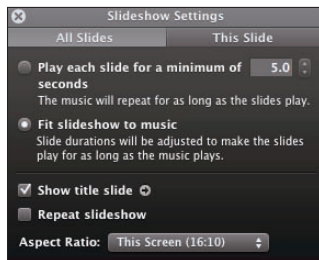 Slideshow Settings
All Slides This Slide
Play each slide for a minimum of 5.0
seconds
The music will repeat for as long as the slides play.
Fit slideshow to music
Slide durations will be adjusted to make the slides
play for as long as the music plays.
Show title slide
Repeat slideshow
Aspect Ratio: This Screen (16:10)